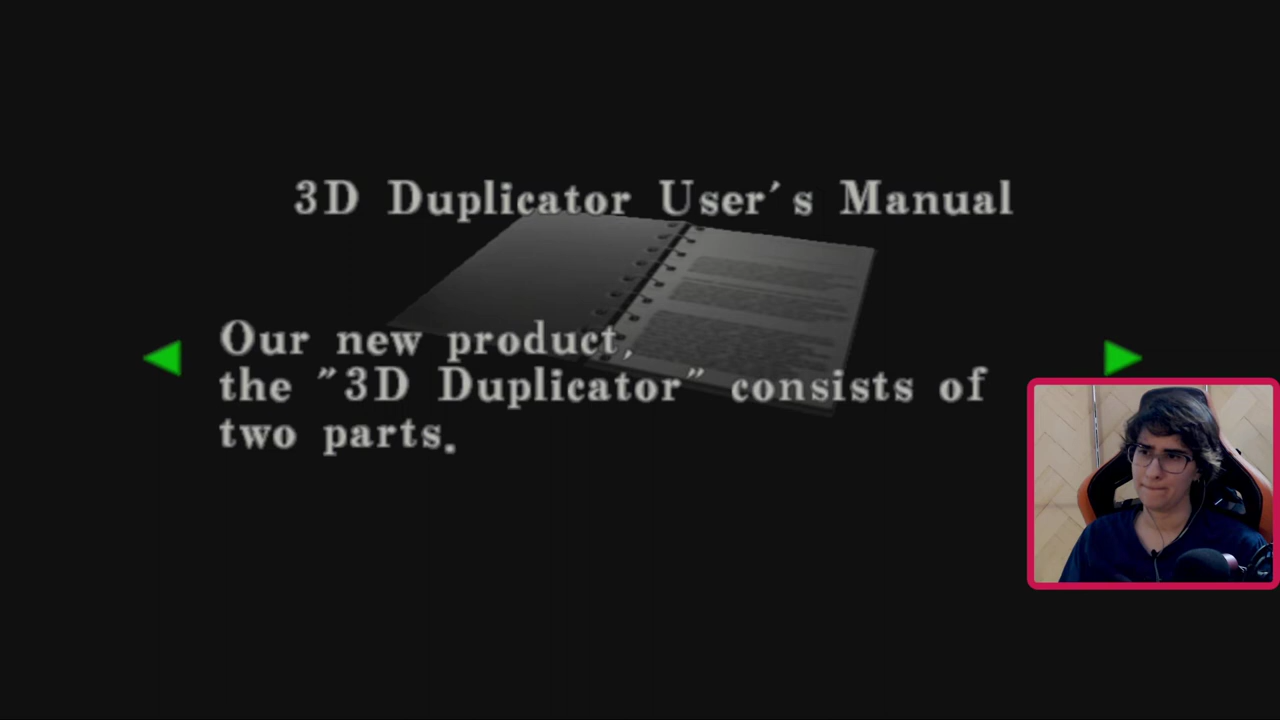 3D Duplicator User's Manual
Our new product,
the "3D Duplicator" consists of
two parts.